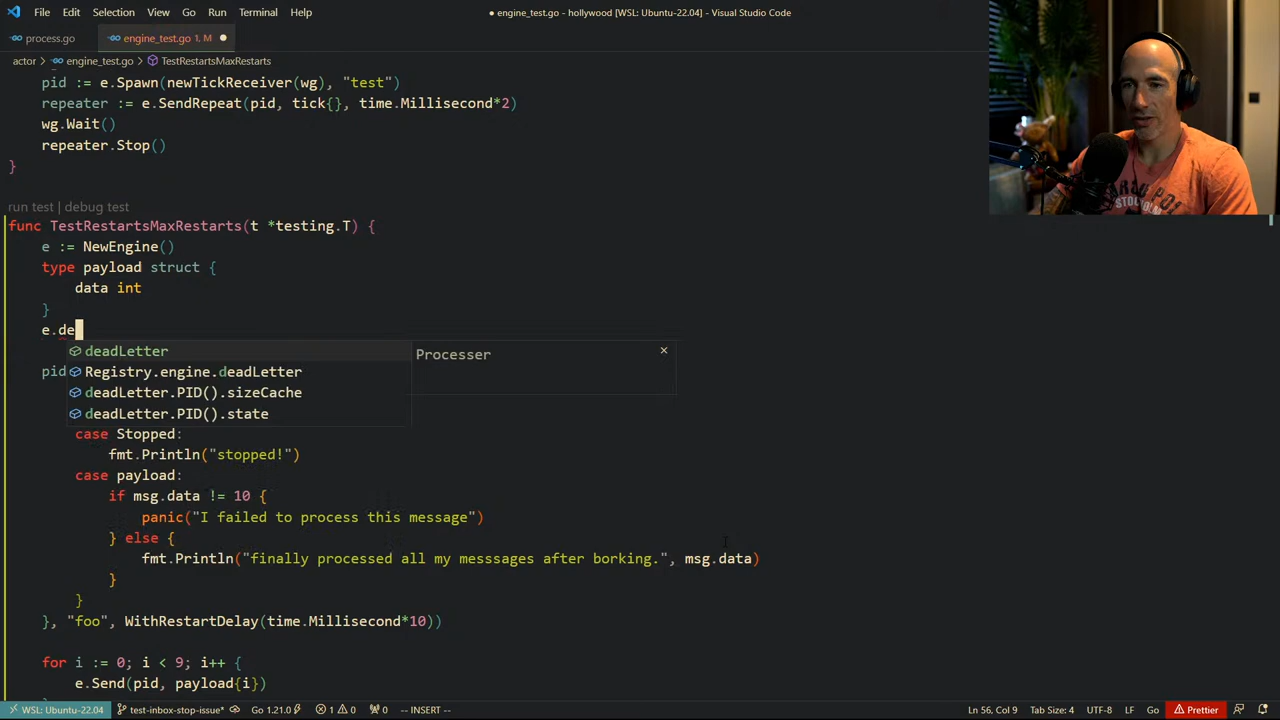 File Edit Selection View Go Run Terminal Help
● engine_test.go - hollywood [WSL: Ubuntu-22.04] - Visual Studio Code
process.go engine_test.go 1, M
actor > engine_test.go > TestRestartsMaxRestarts
pid := e.Spawn(newTickReceiver(wg), "test")
repeater := e.SendRepeat(pid, tick{}, time.Millisecond*2)
wg.Wait()
repeater.Stop()
}
run test | debug test
func TestRestartsMaxRestarts(t *testing.T) {
e := NewEngine()
type payload struct {
data int
}
e.de
deadLetter
Processer
Registry.engine.deadLetter
pid
deadLetter.PID().sizeCache
deadLetter.PID().state
case Stopped:
fmt.Println("stopped!")
case payload:
if msg.data != 10 {
panic("I failed to process this message")
} else {
fmt.Println("finally processed all my messsages after borking.", msg.data)
}
}
}, "foo", WithRestartDelay(time.Millisecond*10))
for i := 0; i < 9; i++ {
e.Send(pid, payload{i})
WSL: Ubuntu-22.04 test-inbox-stop-issue* Go 1.21.0 1 0 0 -- INSERT -- Ln 56, Col 9 Tab Size: 4 UTF-8 LF Go Prettier
STOCKHOLM